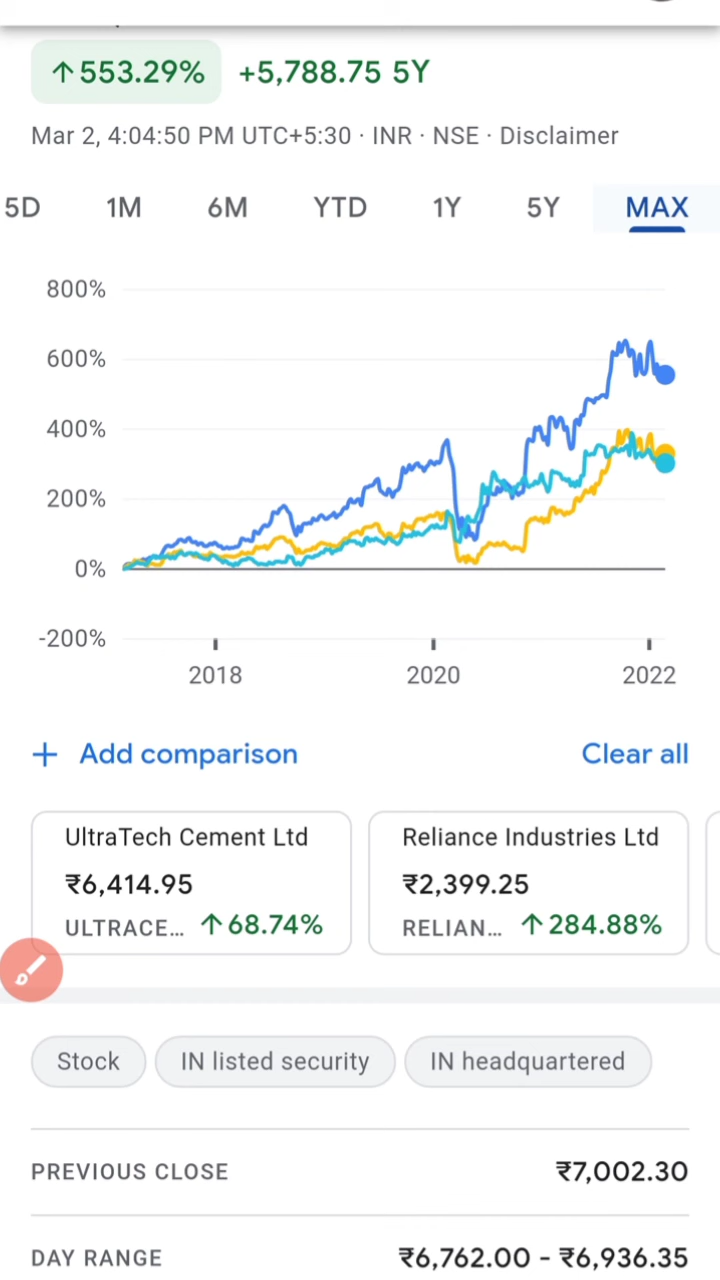 ↑553.29% +5,788.75 5Y
Mar 2, 4:04:50 PM UTC+5:30 · INR · NSE · Disclaimer
5D 1M 6M YTD 1Y 5Y MAX
800%
600%
400%
200%
0%
-200%
2018 2020 2022
+ Add comparison Clear all
UltraTech Cement Ltd
₹6,414.95
ULTRACE... ↑68.74%
Reliance Industries Ltd
₹2,399.25
RELIAN... ↑284.88%
Stock IN listed security IN headquartered
PREVIOUS CLOSE ₹7,002.30
DAY RANGE ₹6,762.00 - ₹6,936.35